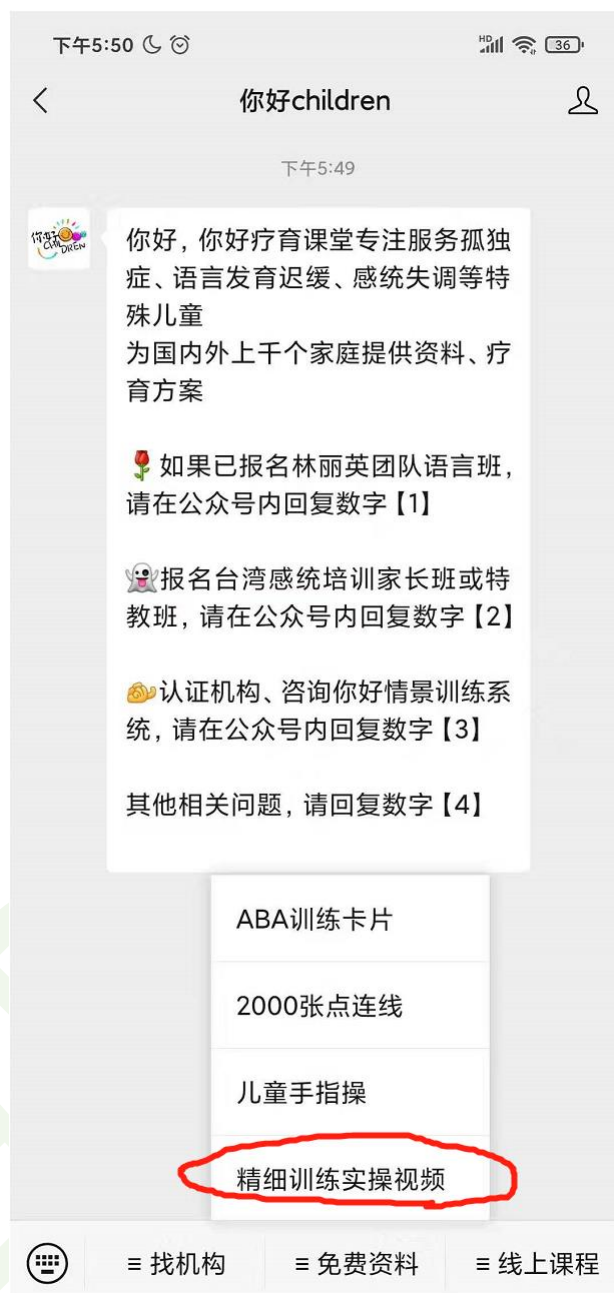 下午5:50
HD
36
你好children
下午5:49
你好
CHILDREN
你好，你好疗育课堂专注服务孤独
症、语言发育迟缓、感统失调等特
殊儿童
为国内外上千个家庭提供资料、疗
育方案
🌹如果已报名林丽英团队语言班，
请在公众号内回复数字【1】
👻报名台湾感统培训家长班或特
教班，请在公众号内回复数字【2】
认证机构、咨询你好情景训练系
统，请在公众号内回复数字【3】
其他相关问题，请回复数字【4】
ABA训练卡片
2000张点连线
儿童手指操
精细训练实操视频
≡ 找机构
≡ 免费资料
≡ 线上课程